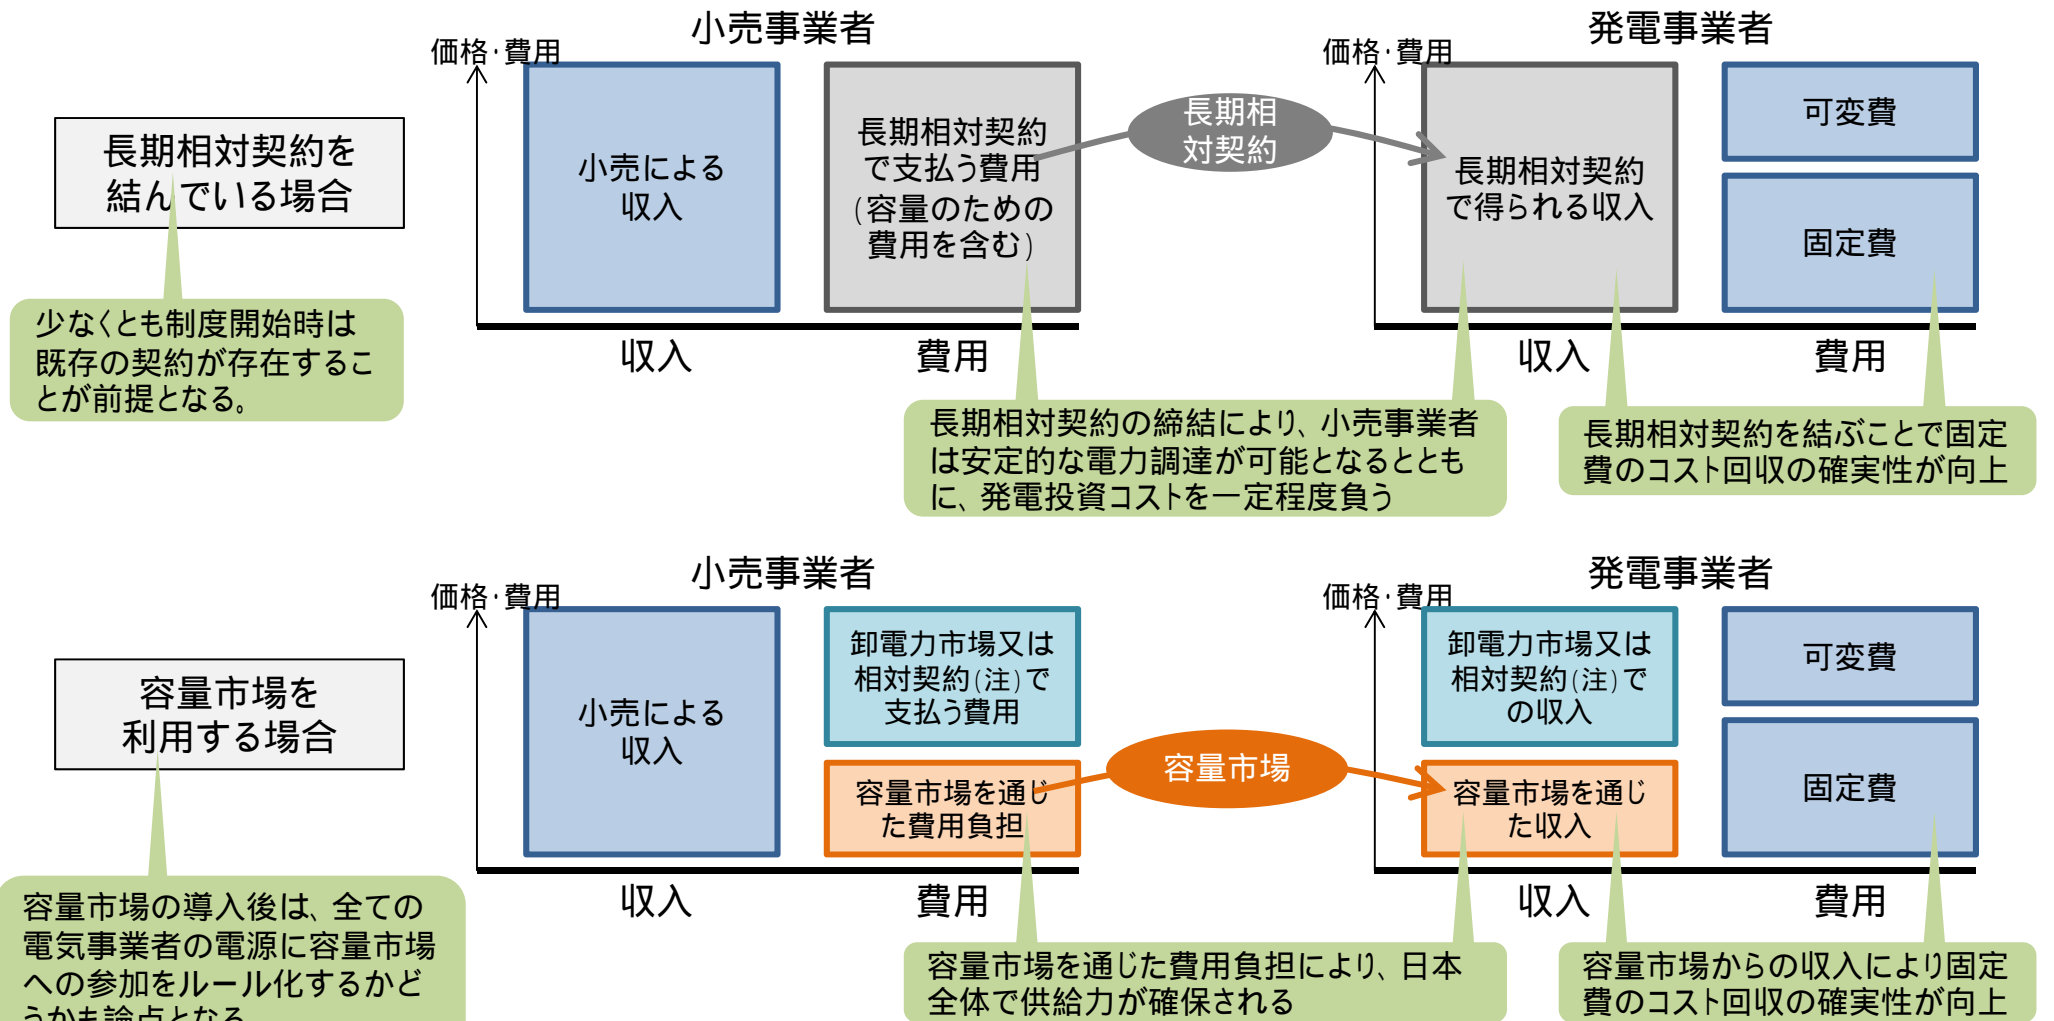 小売事業者
発電事業者
価格・費用
価格・費用
長期相対契約を
結んでいる場合
小売による
収入
長期相対契約
で支払う費用
(容量のための
費用を含む)
長期相
対契約
長期相対契約
で得られる収入
可変費
固定費
収入
費用
収入
費用
少なくとも制度開始時は
既存の契約が存在するこ
とが前提となる。
長期相対契約の締結により、小売事業者
は安定的な電力調達が可能となるととも
に、発電投資コストを一定程度負う
長期相対契約を結ぶことで固定
費のコスト回収の確実性が向上
小売事業者
発電事業者
価格・費用
価格・費用
容量市場を
利用する場合
小売による
収入
卸電力市場又は
相対契約(注)で
支払う費用
容量市場を通じ
た費用負担
容量市場
卸電力市場又は
相対契約(注)で
の収入
容量市場を通じ
た収入
可変費
固定費
収入
費用
収入
費用
容量市場の導入後は、全ての
電気事業者の電源に容量市場
への参加をルール化するかど
うかも論点となる
容量市場を通じた費用負担により、日本
全体で供給力が確保される
容量市場からの収入により固定
費のコスト回収の確実性が向上